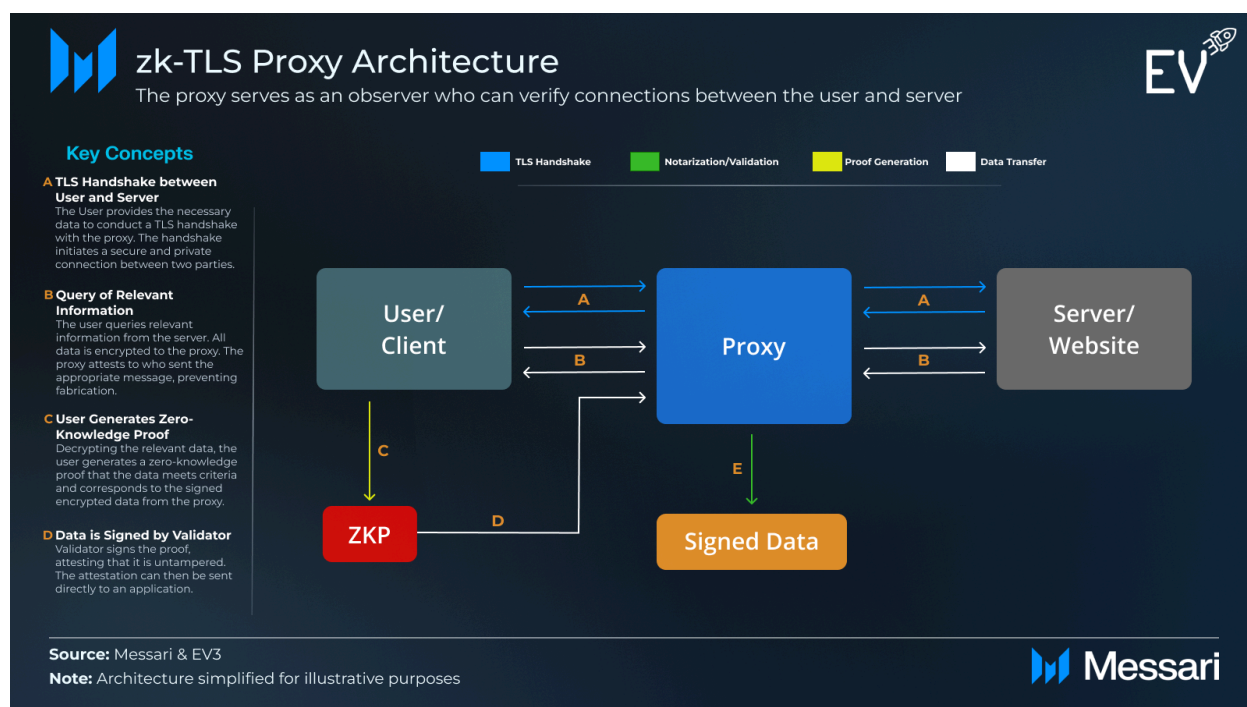 zk-TLS Proxy Architecture
EV
The proxy serves as an observer who can verify connections between the user and server
Key Concepts
A TLS Handshake between
User and Server
The User provides the necessary
data to conduct a TLS handshake
with the proxy. The handshake
initiates a secure and private
connection between two parties.
B Query of Relevant
Information
The user queries relevant
information from the server. All
data is encrypted to the proxy. The
proxy attests to who sent the
appropriate message, preventing
fabrication.
C User Generates Zero-
Knowledge Proof
Decrypting the relevant data, the
user generates a zero-knowledge
proof that the data meets criteria
and corresponds to the signed
encrypted data from the proxy.
D Data is Signed by Validator
Validator signs the proof,
attesting that it is untampered.
The attestation can then be sent
directly to an application.
TLS Handshake
Notarization/Validation
Proof Generation
Data Transfer
User/
Client
A
B
Proxy
A
B
Server/
Website
C
ZKP
D
E
Signed Data
Source: Messari & EV3
Note: Architecture simplified for illustrative purposes
Messari